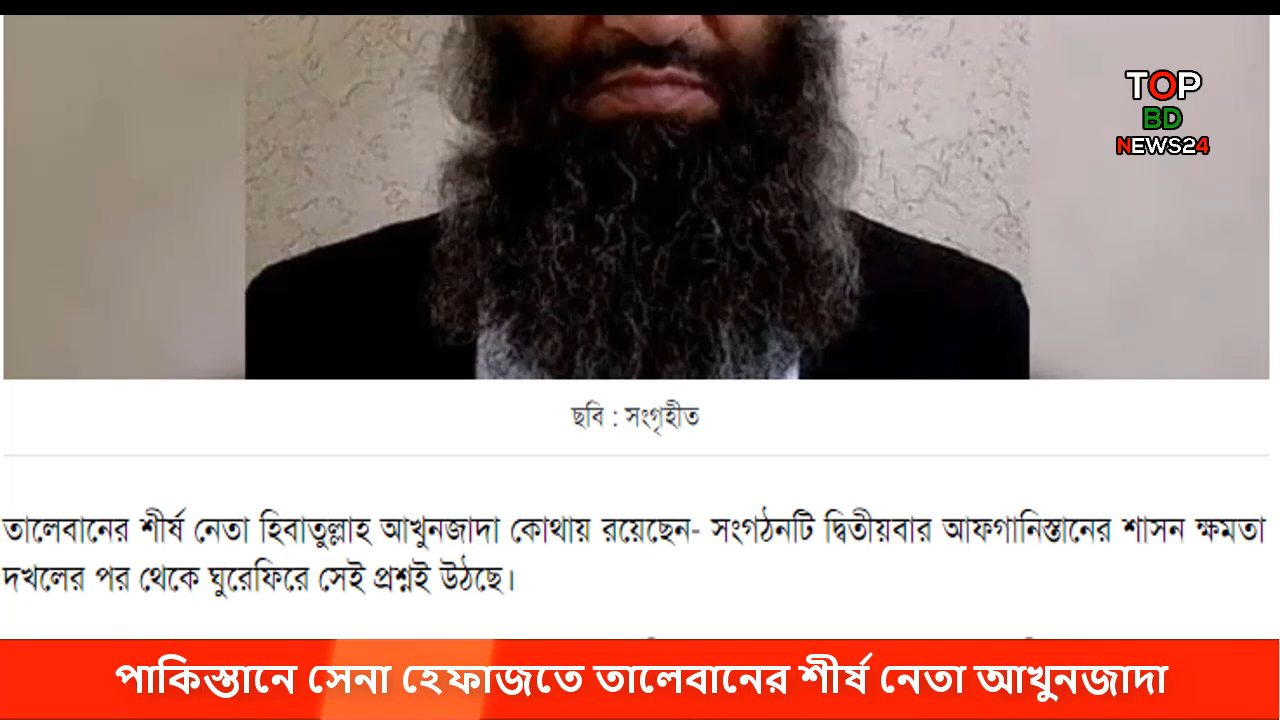 TOP
BD
NEWS24
ছবি : সংগৃহীত
তালেবানের শীর্ষ নেতা হিবাতুল্লাহ আখুনজাদা কোথায় রয়েছেন- সংগঠনটি দ্বিতীয়বার আফগানিস্তানের শাসন ক্ষমতা
দখলের পর থেকে ঘুরেফিরে সেই প্রশ্নই উঠছে।
পাকিস্তানে সেনা হেফাজতে তালেবানের শীর্ষ নেতা আখুনজাদা